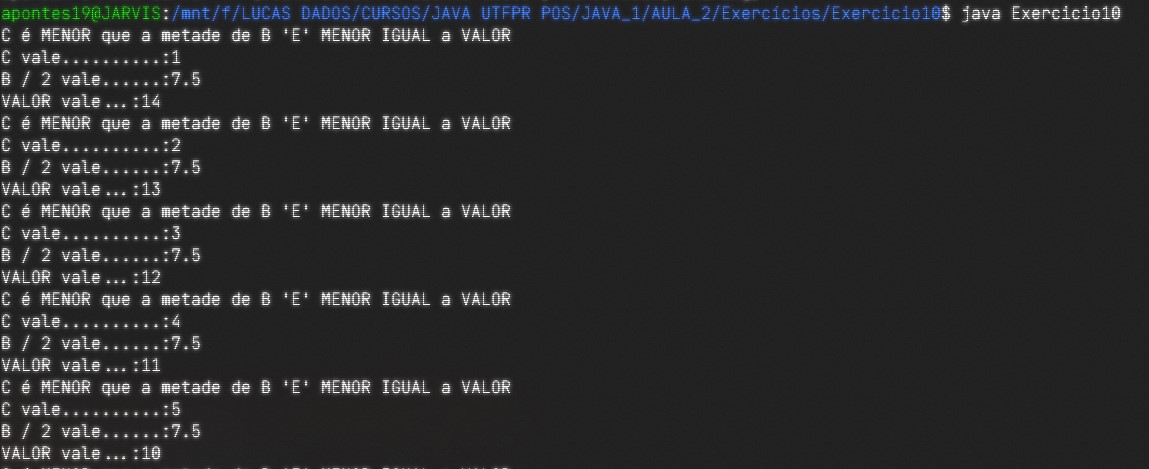 apontes19@JARVIS:/mnt/f/LUCAS DADOS/CURSOS/JAVA UTFPR POS/JAVA_1/AULA_2/Exercícios/Exercicio10$ java Exercicio10
C é MENOR que a metade de B 'E' MENOR IGUAL a VALOR
C vale..........:1
B / 2 vale......:7.5
VALOR vale...:14
C é MENOR que a metade de B 'E' MENOR IGUAL a VALOR
C vale..........:2
B / 2 vale......:7.5
VALOR vale...:13
C é MENOR que a metade de B 'E' MENOR IGUAL a VALOR
C vale..........:3
B / 2 vale......:7.5
VALOR vale...:12
C é MENOR que a metade de B 'E' MENOR IGUAL a VALOR
C vale..........:4
B / 2 vale......:7.5
VALOR vale...:11
C é MENOR que a metade de B 'E' MENOR IGUAL a VALOR
C vale..........:5
B / 2 vale......:7.5
VALOR vale...:10